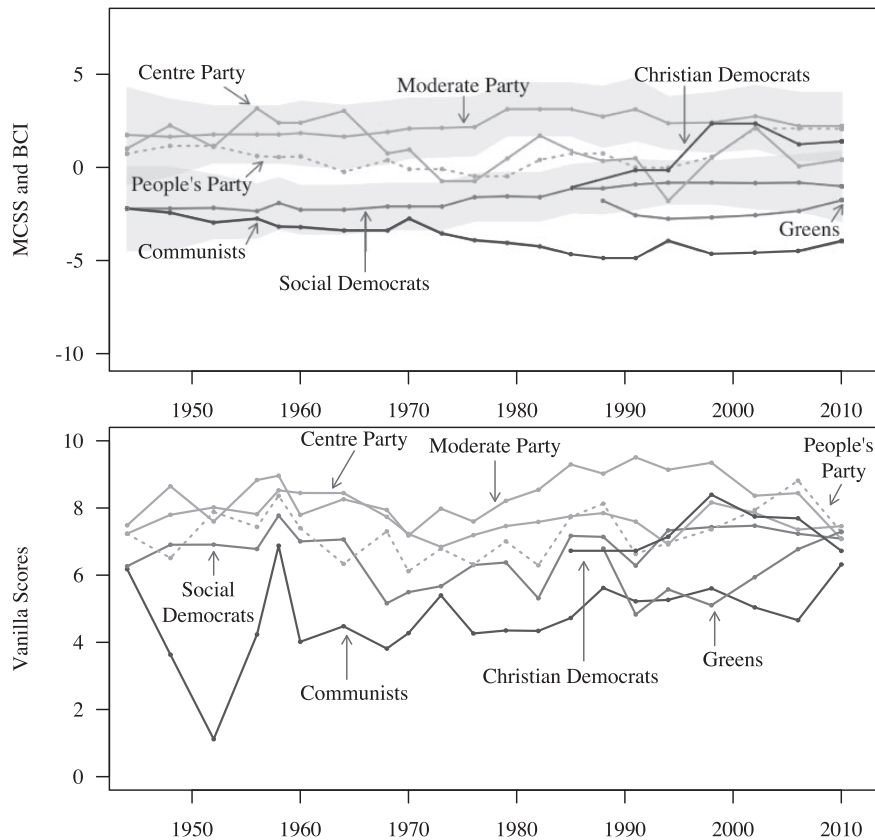 MCSS and BCI
5
0
-5
-10
Centre Party
Moderate Party
Christian Democrats
People's Party
Communists
Social Democrats
Greens
1950 1960 1970 1980 1990 2000 2010
Vanilla Scores
10
8
6
4
2
0
Centre Party
Moderate Party
People's
Party
Social
Democrats
Communists
Christian Democrats
Greens
1950 1960 1970 1980 1990 2000 2010